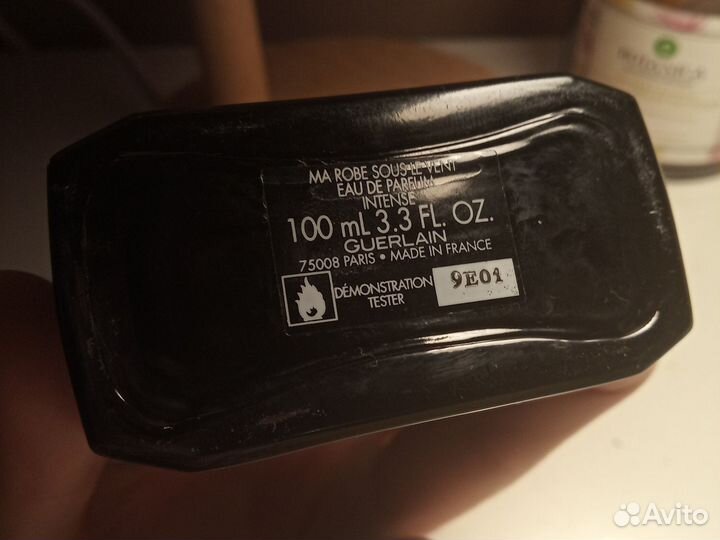 MA ROBE SOUS LE VENT
EAU DE PARFUM
INTENSE
100 mL 3.3 FL. OZ.
GUERLAIN
75008 PARIS • MADE IN FRANCE
DÉMONSTRATION
TESTER
9E01
Avito